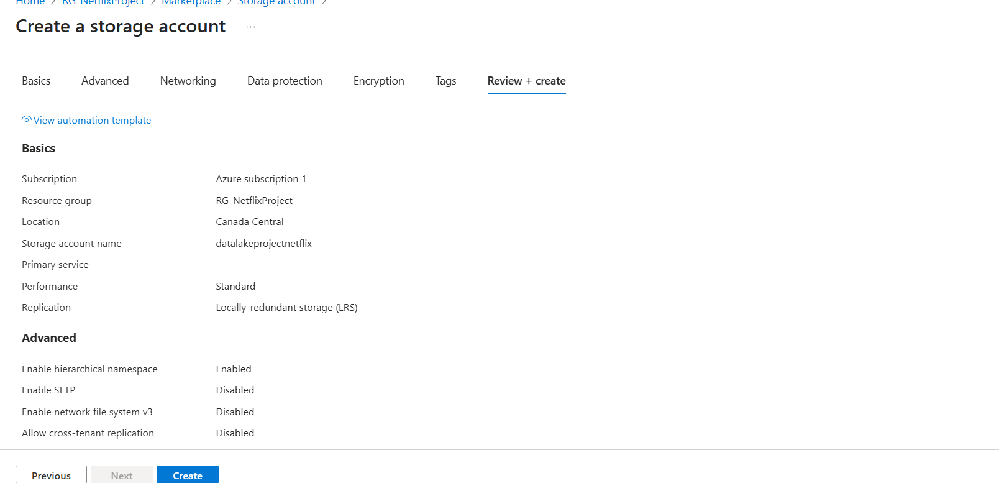 Home > RG-NetflixProject > Marketplace > Storage account >
Create a storage account ...
Basics Advanced Networking Data protection Encryption Tags Review + create
View automation template
Basics
Subscription Azure subscription 1
Resource group RG-NetflixProject
Location Canada Central
Storage account name datalakeprojectnetflix
Primary service
Performance Standard
Replication Locally-redundant storage (LRS)
Advanced
Enable hierarchical namespace Enabled
Enable SFTP Disabled
Enable network file system v3 Disabled
Allow cross-tenant replication Disabled
Previous Next Create